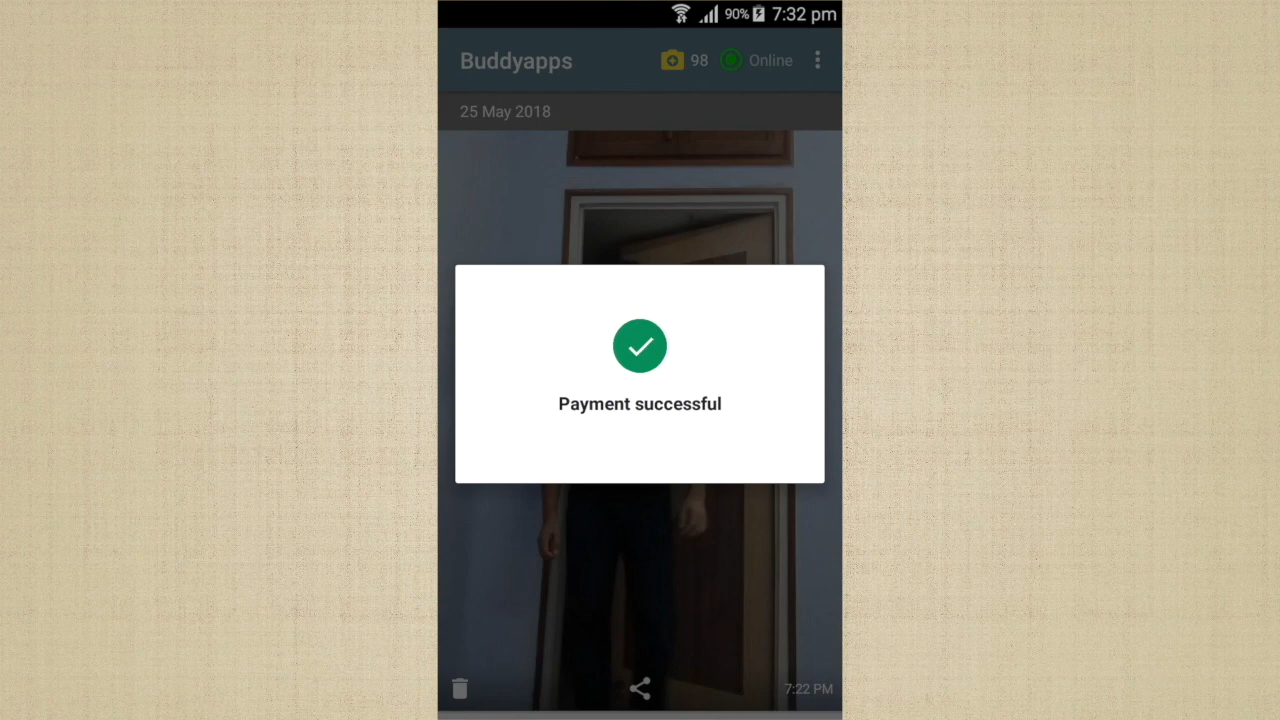 90% 7:32 pm
Buddyapps 98 Online
25 May 2018
Payment successful
7:22 PM